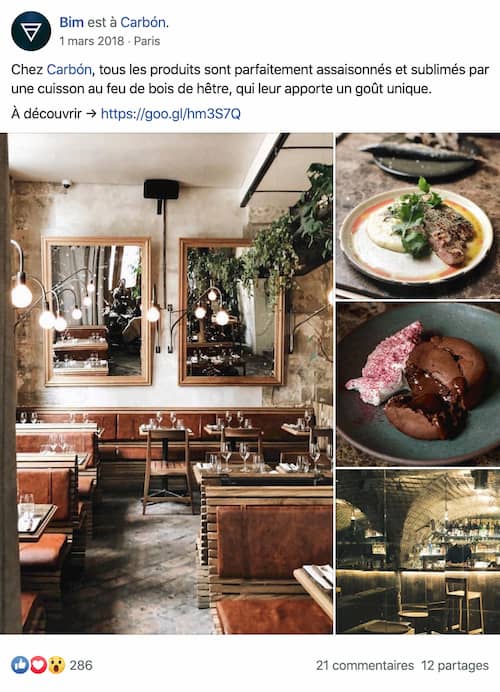 Bim est à Carbón.
1 mars 2018 · Paris
Chez Carbón, tous les produits sont parfaitement assaisonnés et sublimés par
une cuisson au feu de bois de hêtre, qui leur apporte un goût unique.
À découvrir → https://goo.gl/hm3S7Q
286
21 commentaires 12 partages